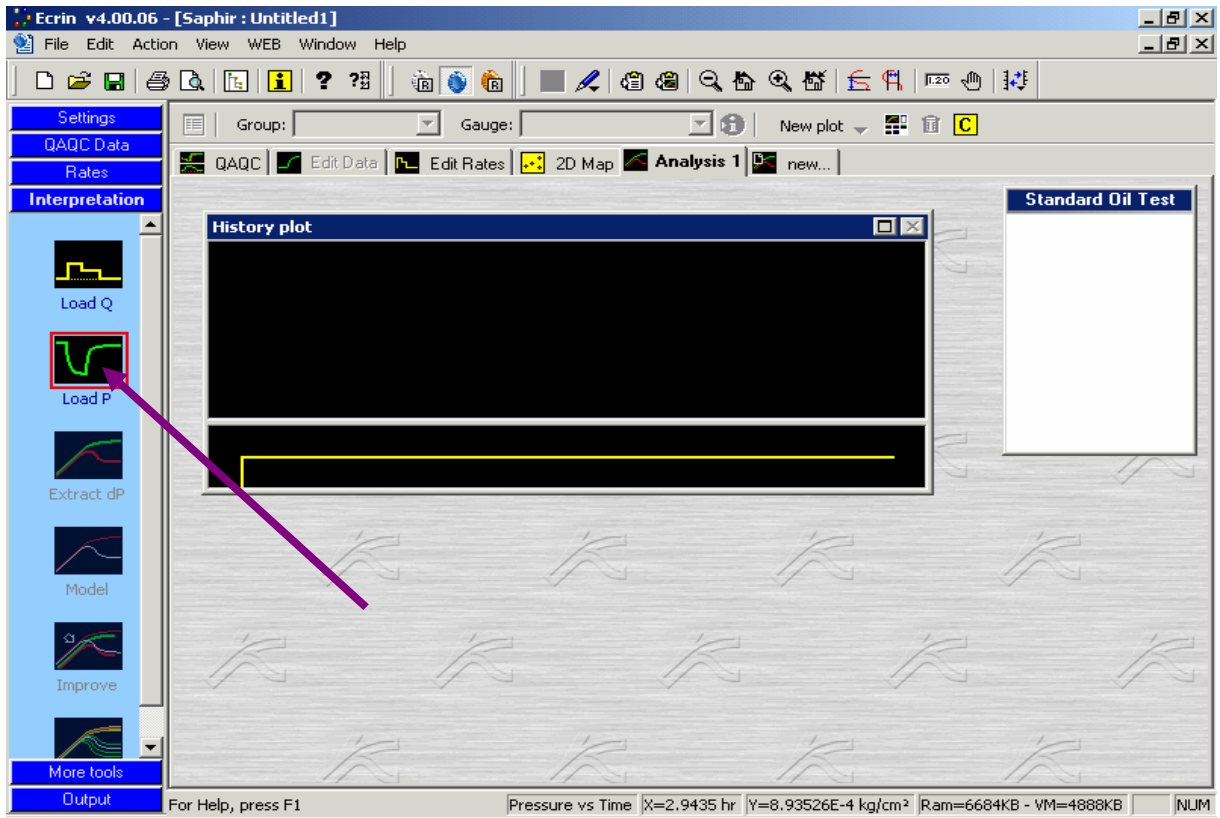 Ecrin v4.00.06 - [Saphir : Untitled1]
File Edit Action View WEB Window Help
Settings
QAQC Data
Rates
Interpretation
Load Q
Load P
Extract dP
Model
Improve
More tools
Output
Group: Gauge: New plot C
QAQC Edit Data Edit Rates 2D Map Analysis 1 new...
History plot
Standard Oil Test
For Help, press F1 Pressure vs Time X=2.9435 hr Y=8.93526E-4 kg/cm² Ram=6684KB - VM=4888KB NUM